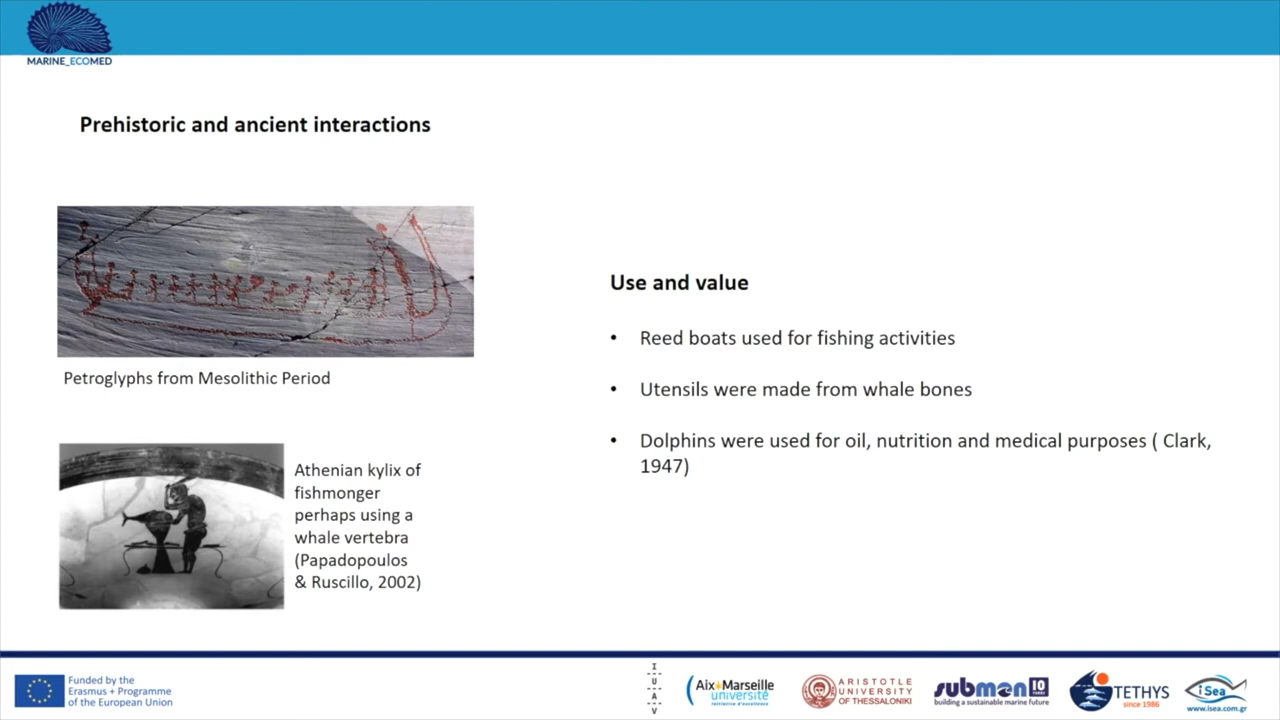 MARINE_ECOMED
Prehistoric and ancient interactions
Petroglyphs from Mesolithic Period
Athenian kylix of
fishmonger
perhaps using a
whale vertebra
(Papadopoulos
& Ruscillo, 2002)
Use and value
• Reed boats used for fishing activities
• Utensils were made from whale bones
• Dolphins were used for oil, nutrition and medical purposes ( Clark,
1947)
Funded by the
Erasmus + Programme
of the European Union
I
U
A
V
Aix Marseille
université
Initiative d'excellence
ARISTOTLE
UNIVERSITY
OF THESSALONIKI
submon 10
building a sustainable marine future
TETHYS
since 1986
iSea
www.isea.com.gr